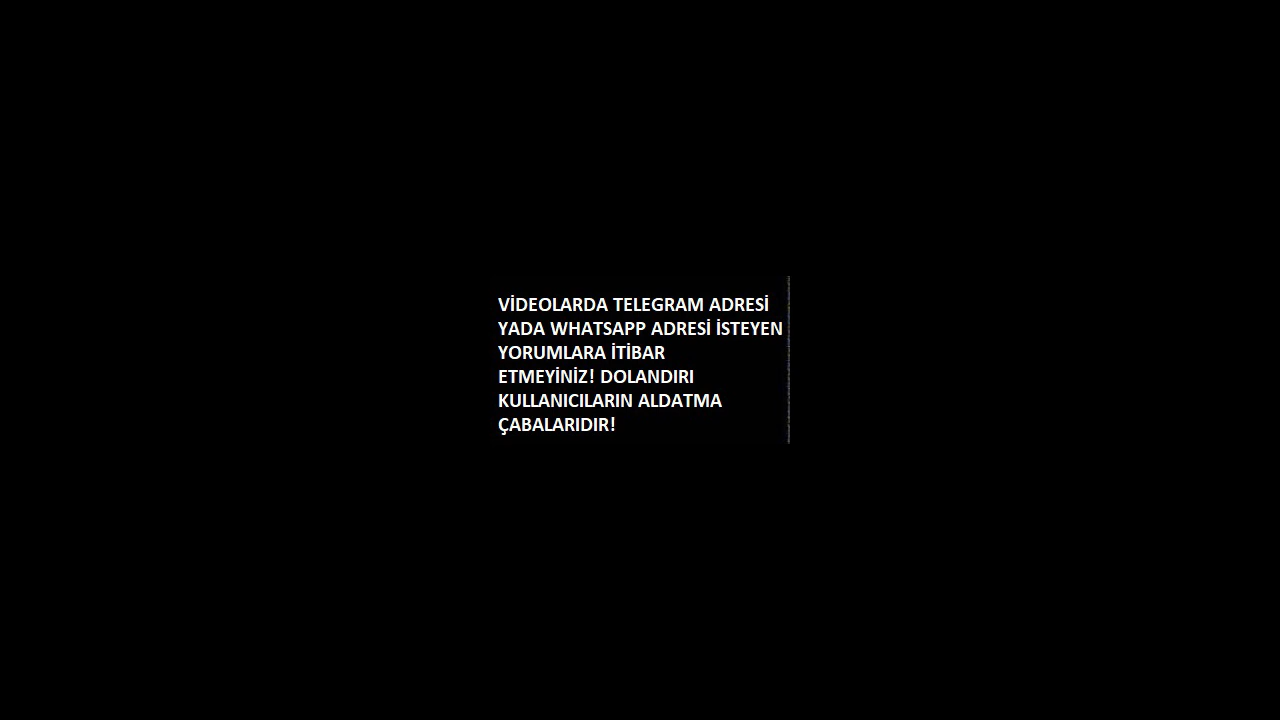 VİDEOLARDA TELEGRAM ADRESİ
YADA WHATSAPP ADRESİ İSTEYEN
YORUMLARA İTİBAR
ETMEYİNİZ! DOLANDIRI
KULLANICILARIN ALDATMA
ÇABALARIDIR!